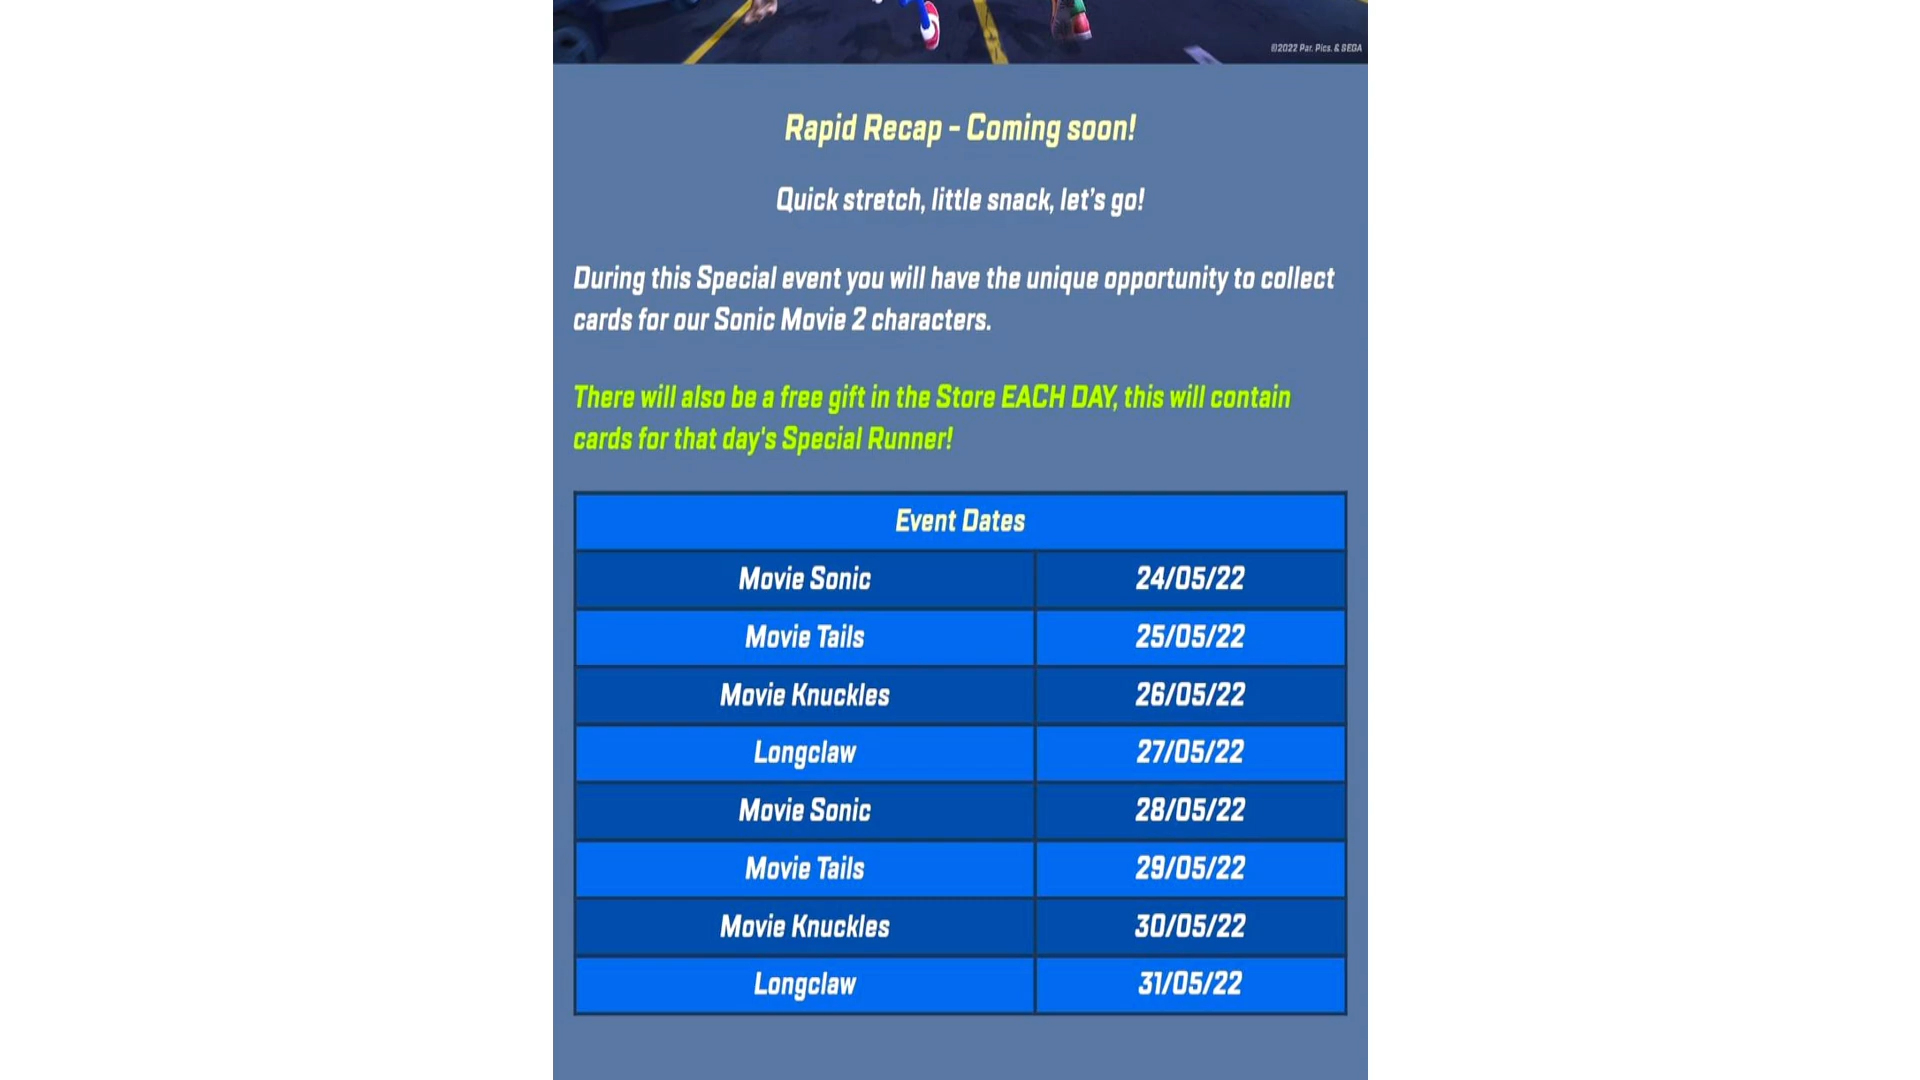 ©2022 Par. Pics. & SEGA
Rapid Recap - Coming soon!
Quick stretch, little snack, let's go!
During this Special event you will have the unique opportunity to collect
cards for our Sonic Movie 2 characters.
There will also be a free gift in the Store EACH DAY, this will contain
cards for that day's Special Runner!
Event Dates
Movie Sonic 24/05/22
Movie Tails 25/05/22
Movie Knuckles 26/05/22
Longclaw 27/05/22
Movie Sonic 28/05/22
Movie Tails 29/05/22
Movie Knuckles 30/05/22
Longclaw 31/05/22